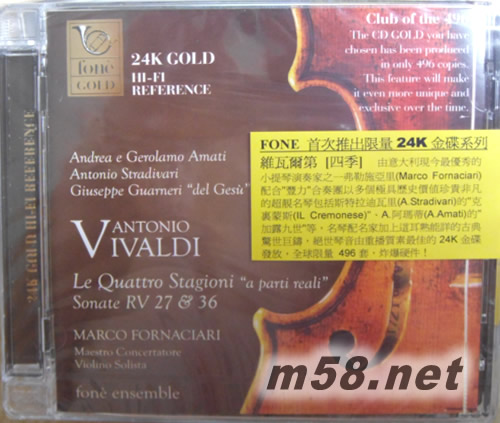 fonè
GOLD
24K GOLD
HI-FI
REFERENCE
Club of the 496
The CD GOLD you have
chosen has been produced
in only 496 copies.
This feature will make
it even more unique and
exclusive over the time.
24K GOLD HI-FI REFERENCE
Andrea e Gerolamo Amati
Antonio Stradivari
Giuseppe Guarneri “del Gesù”
ANTONIO
VIVALDI
Le Quattro Stagioni “a parti reali”
Sonate RV 27 & 36
MARCO FORNACIARI
Maestro Concertatore
Violino Solista
fonè ensemble
FONE 首次推出限量 24K 金碟系列
維瓦爾第 [四季] 由意大利現今最優秀的
小提琴演奏家之一弗勒施亞里(Marco Fornaciari)
配合"豐力"合奏團以多個極具歷史價值珍貴非凡
的超靚名琴包括斯特拉迪瓦里(A.Stradivari)的"克
裏蒙斯(IL Cremonese)"、A.阿瑪蒂(A.Amati)的"
加露九世"等，名琴配名家加上這耳熟能詳的古典
驚世巨鑄，絕世琴音由重播質素最佳的 24K 金碟
發放，全球限量 496 套，炸爆硬件！
m58.net